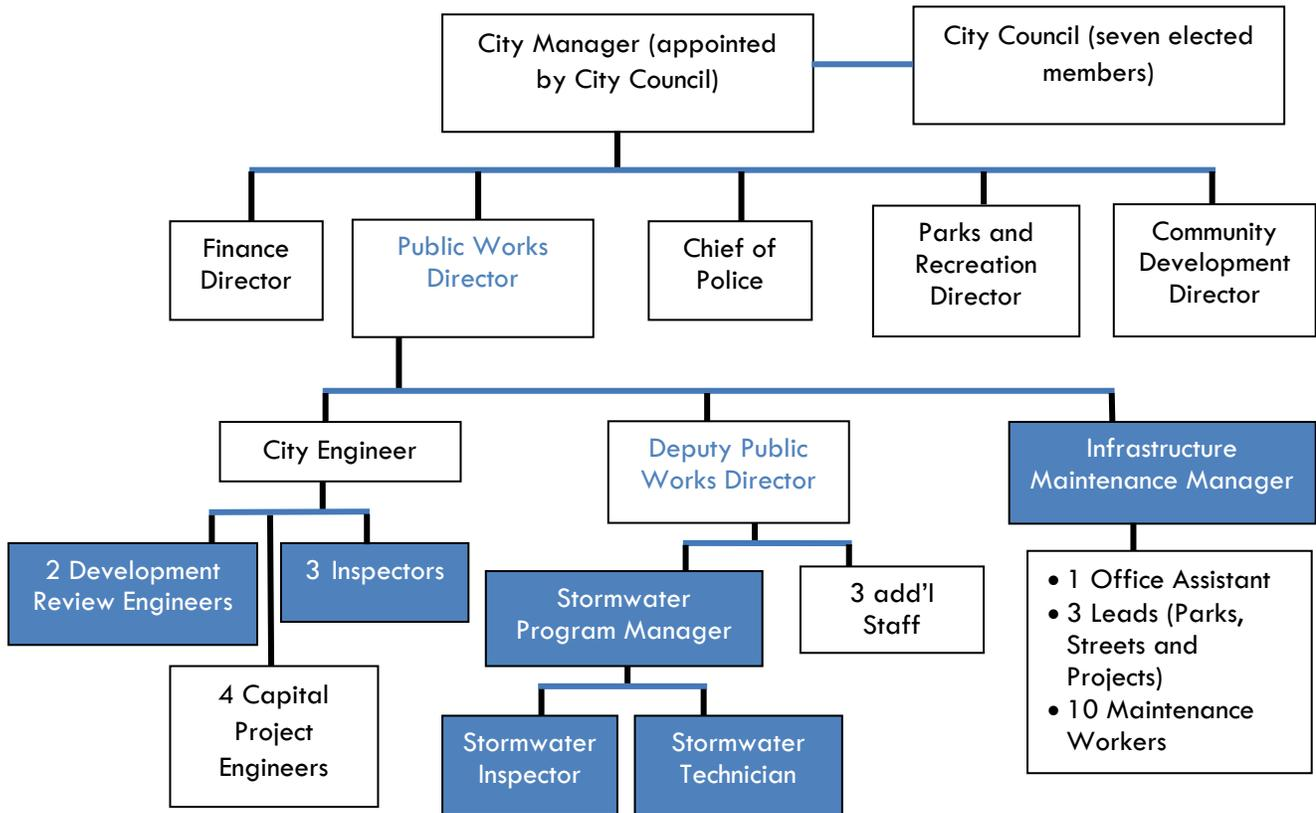 City Manager (appointed
by City Council)
City Council (seven elected
members)
Finance
Director
Public Works
Director
Chief of
Police
Parks and
Recreation
Director
Community
Development
Director
City Engineer
Deputy Public
Works Director
Infrastructure
Maintenance Manager
2 Development
Review Engineers
3 Inspectors
4 Capital
Project
Engineers
Stormwater
Program Manager
3 add’l
Staff
Stormwater
Inspector
Stormwater
Technician
• 1 Office Assistant
• 3 Leads (Parks,
Streets and
Projects)
• 10 Maintenance
Workers